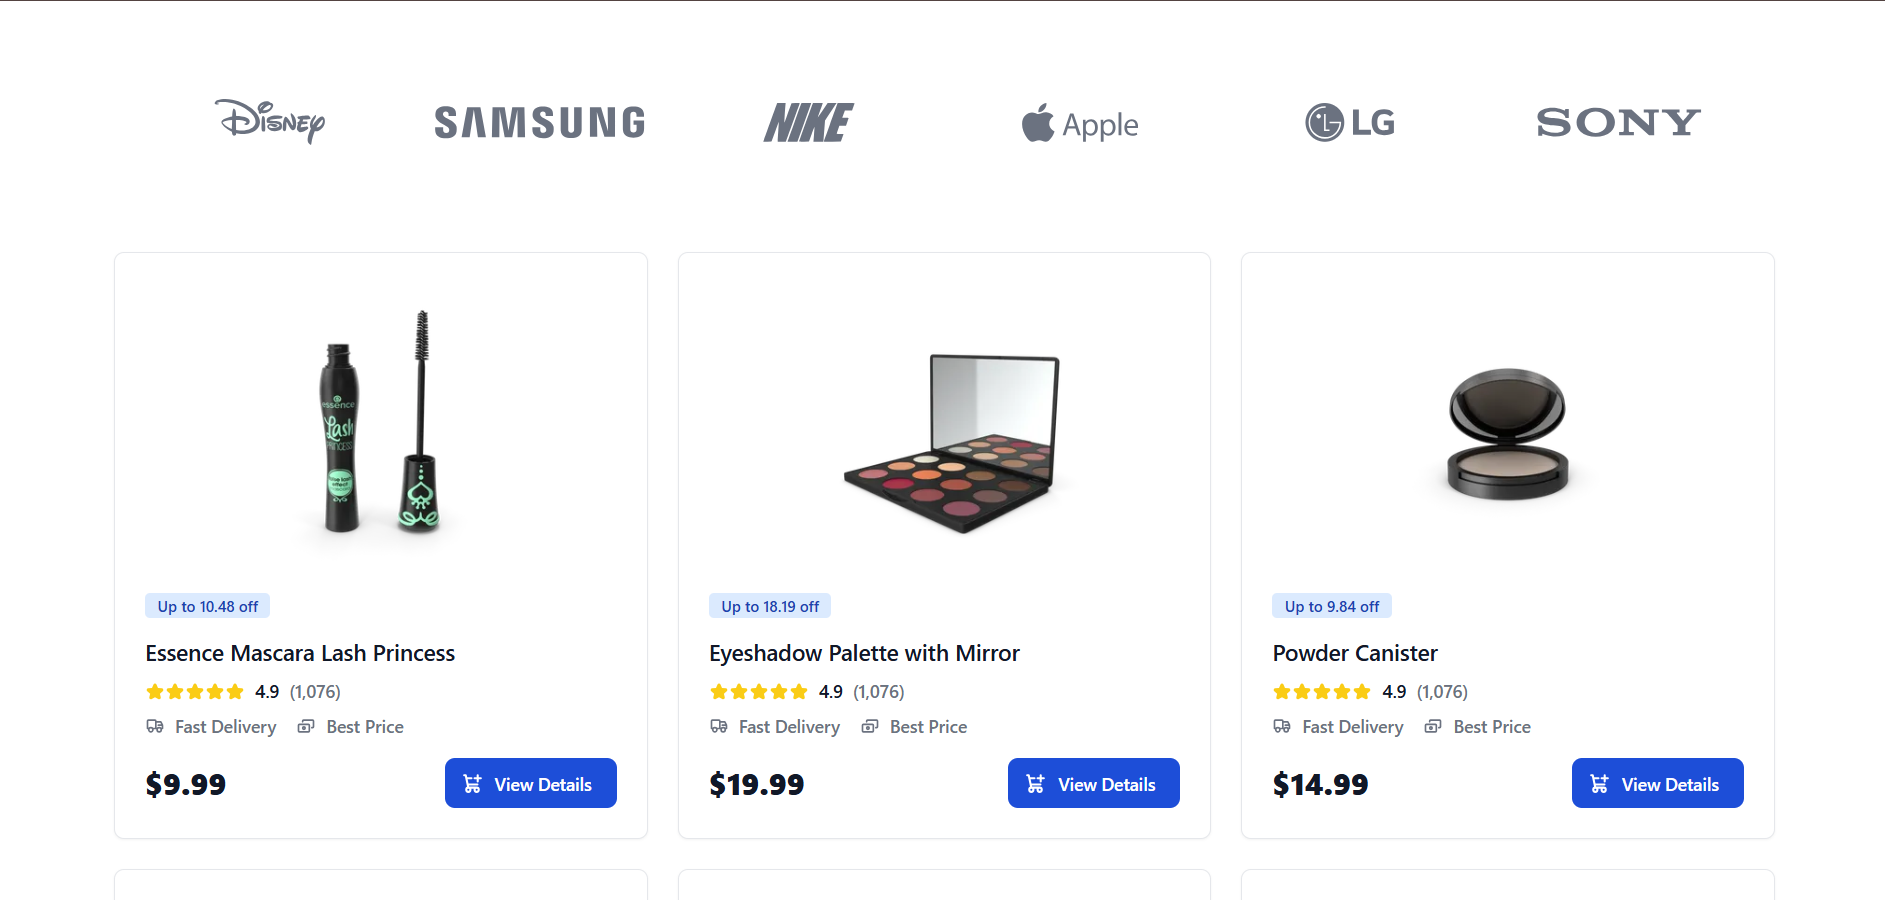 Disney SAMSUNG NIKE Apple LG SONY
essence
Lash
PRINCESS
Up to 10.48 off
Essence Mascara Lash Princess
4.9 (1,076)
Fast Delivery Best Price
$9.99 View Details
Up to 18.19 off
Eyeshadow Palette with Mirror
4.9 (1,076)
Fast Delivery Best Price
$19.99 View Details
Up to 9.84 off
Powder Canister
4.9 (1,076)
Fast Delivery Best Price
$14.99 View Details